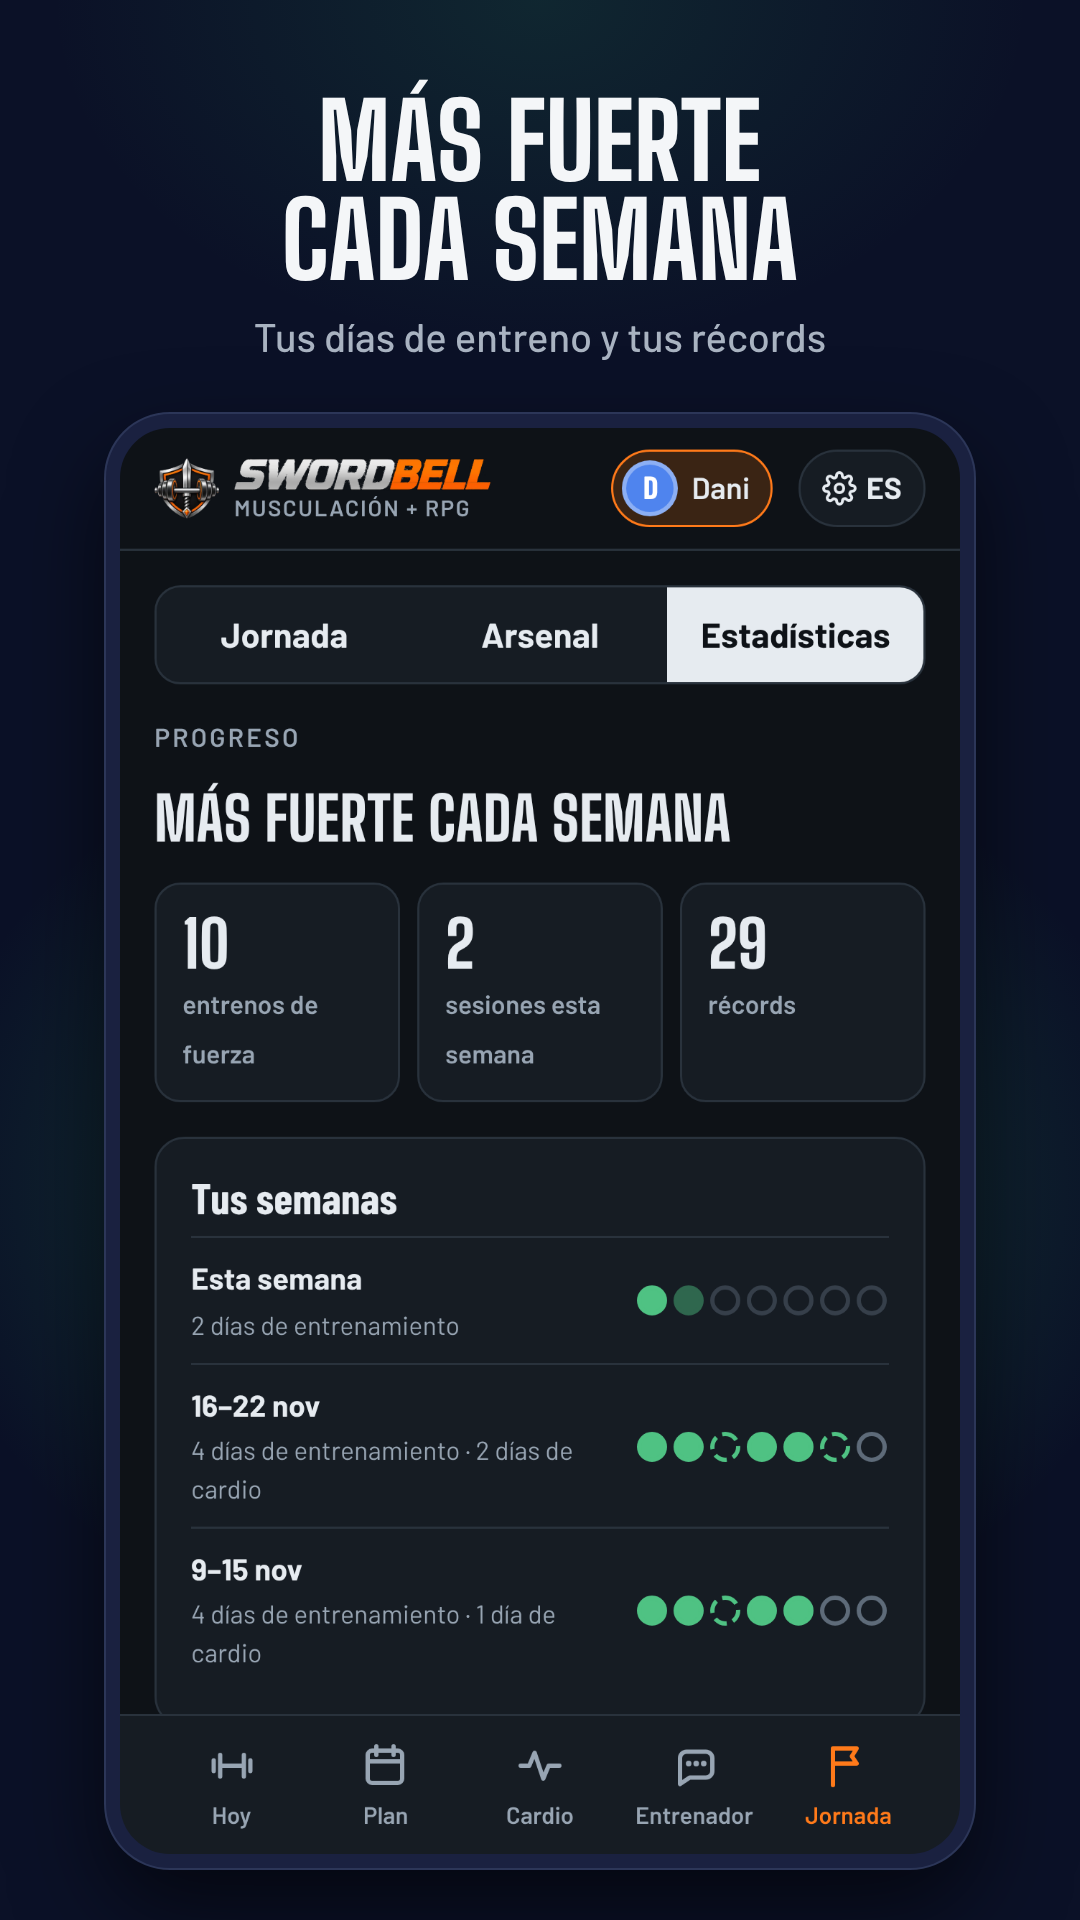 MÁS FUERTE
CADA SEMANA
Tus días de entreno y tus récords
SWORDBELL
MUSCULACIÓN + RPG
D Dani
ES
Jornada
Arsenal
Estadísticas
PROGRESO
MÁS FUERTE CADA SEMANA
10
entrenos de
fuerza
2
sesiones esta
semana
29
récords
Tus semanas
Esta semana
2 días de entrenamiento
16–22 nov
4 días de entrenamiento · 2 días de
cardio
9–15 nov
4 días de entrenamiento · 1 día de
cardio
Hoy
Plan
Cardio
Entrenador
Jornada